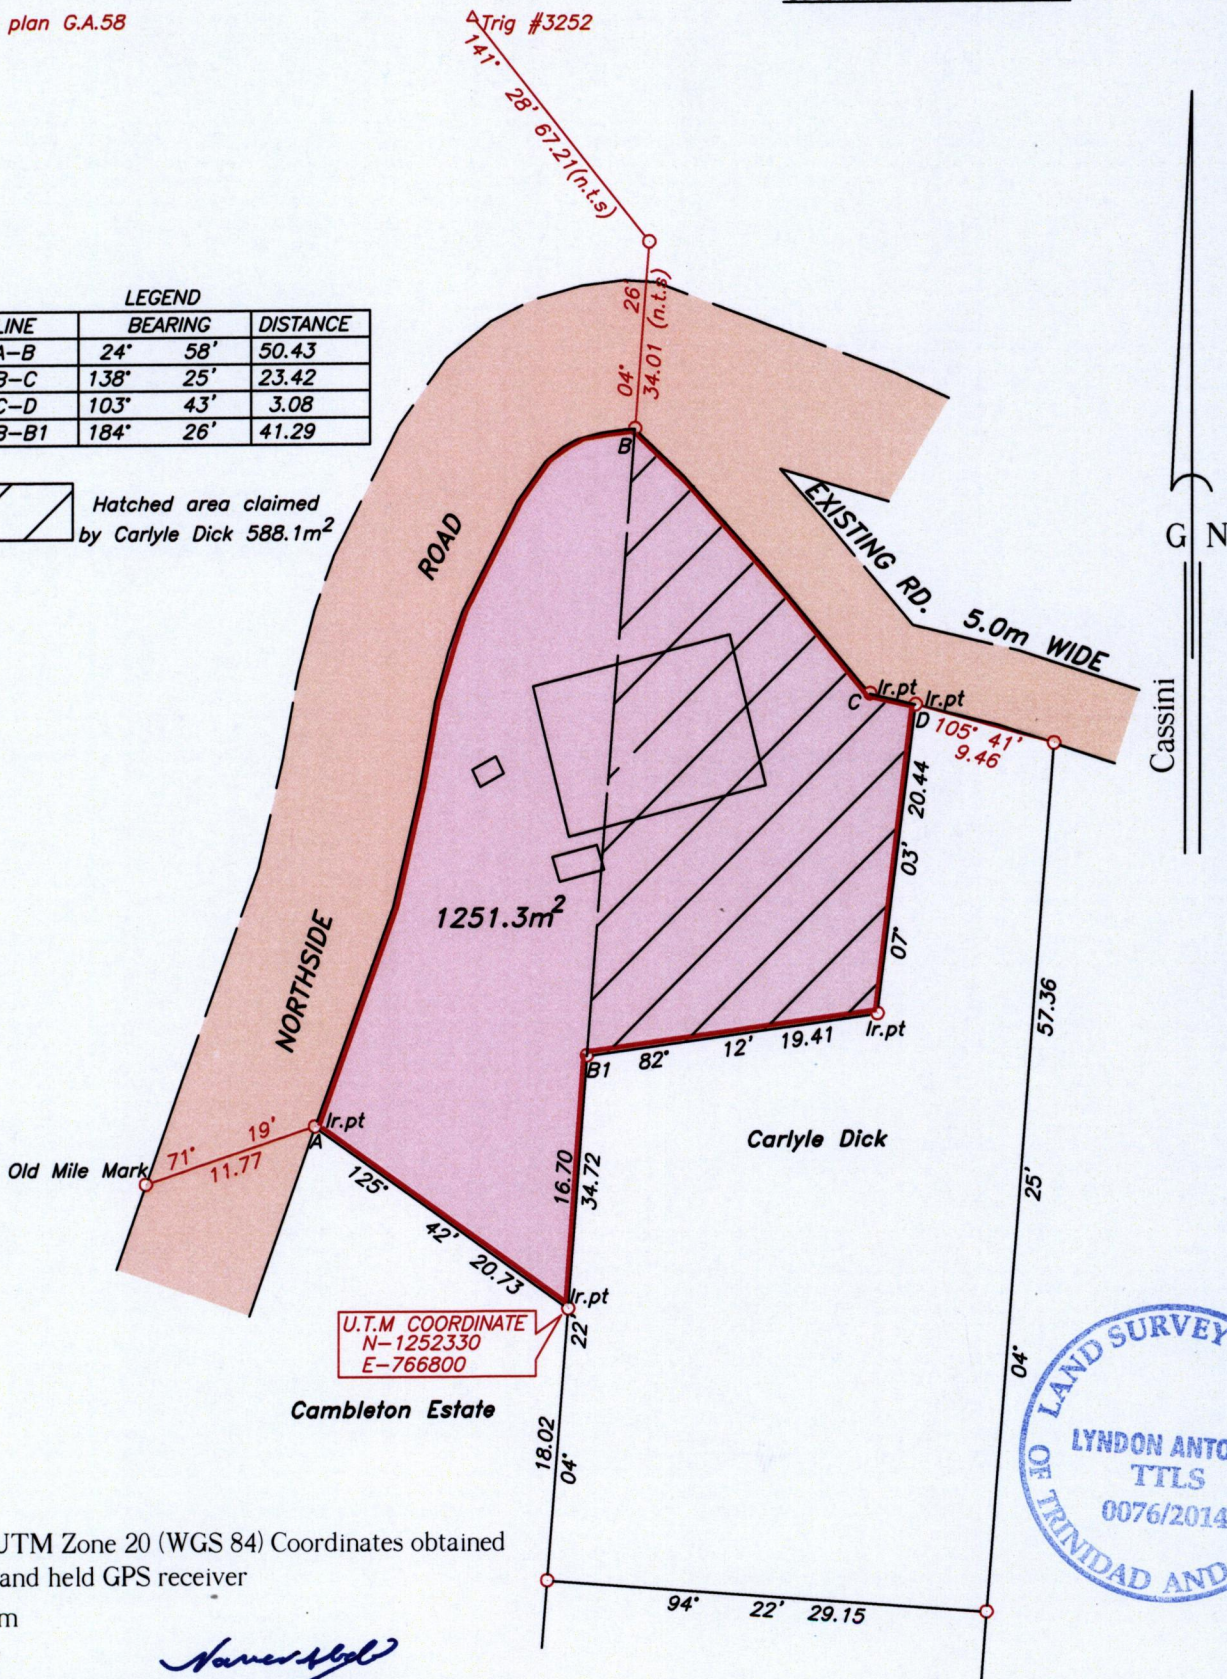 plan G.A.58
Trig #3252
141° 28' 67.21(n.t.s)
04° 26'
34.01 (n.t.s)
LEGEND
LINE BEARING DISTANCE
A-B 24° 58' 50.43
B-C 138° 25' 23.42
C-D 103° 43' 3.08
B-B1 184° 26' 41.29
Hatched area claimed
by Carlyle Dick 588.1m²
NORTHSIDE ROAD
B
EXISTING RD. 5.0m WIDE
G N
Cassini
C
Ir.pt
Ir.pt
D
105° 41'
9.46
07° 03' 20.44
1251.3m²
Ir.pt
B1
82° 12' 19.41
04° 25' 57.36
Ir.pt
A
Old Mile Mark
71° 19'
11.77
125° 42' 20.73
16.70
34.72
Carlyle Dick
Ir.pt
U.T.M COORDINATE
N-1252330
E-766800
Cambleton Estate
18.02
04° 22'
94° 22' 29.15
LAND SURVEY
OF TRINIDAD AND
LYNDON ANTO
TTLS
0076/2014
UTM Zone 20 (WGS 84) Coordinates obtained
and held GPS receiver
m